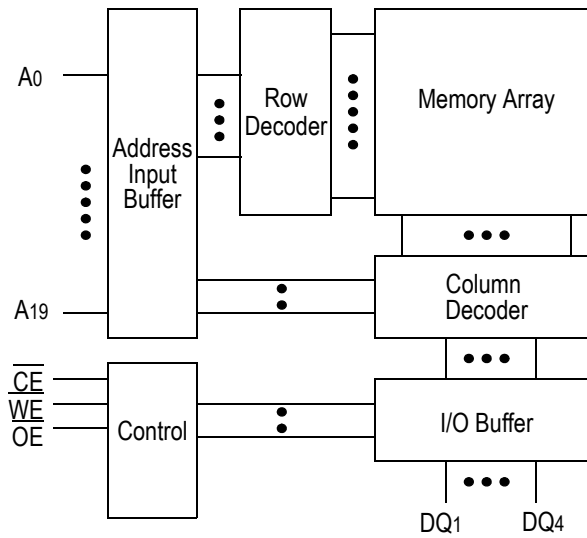 A0
Address
Input
Buffer
Row
Decoder
Memory Array
A19
Column
Decoder
CE
WE
OE
Control
I/O Buffer
DQ1
DQ4